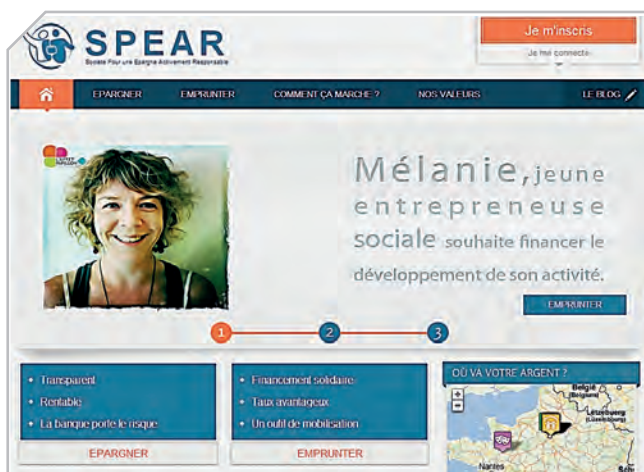 SPEAR
Société Pour une Epargne Activement Responsable
Je m'inscris
Je me connecte
EPARGNER EMPRUNTER COMMENT ÇA MARCHE ? NOS VALEURS LE BLOG
Mélanie, jeune
entrepreneuse
sociale souhaite financer le
développement de son activité.
EMPRUNTER
1 2 3
• Transparent
• Rentable
• La banque porte le risque
EPARGNER
• Financement solidaire
• Taux avantageux
• Un outil de mobilisation
EMPRUNTER
OÙ VA VOTRE ARGENT ?
+
-
België
(Belgique)
Lëtzebuerg
(Luxembourg)
Nantes